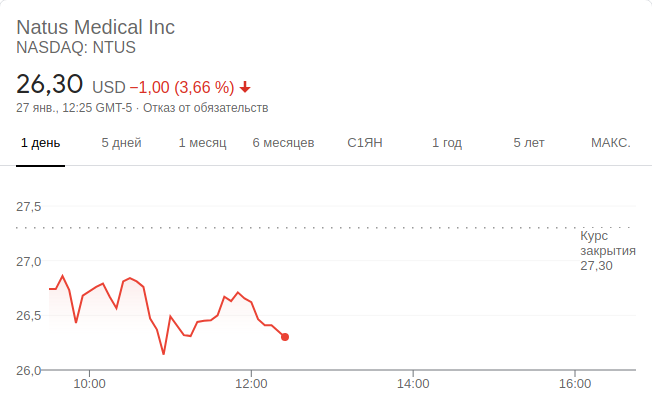 Natus Medical Inc
NASDAQ: NTUS
26,30 USD −1,00 (3,66 %)
27 янв., 12:25 GMT-5 · Отказ от обязательств
1 день 5 дней 1 месяц 6 месяцев С1ЯН 1 год 5 лет МАКС.
27,5
Курс
закрытия
27,30
27,0
26,5
26,0
10:00 12:00 14:00 16:00